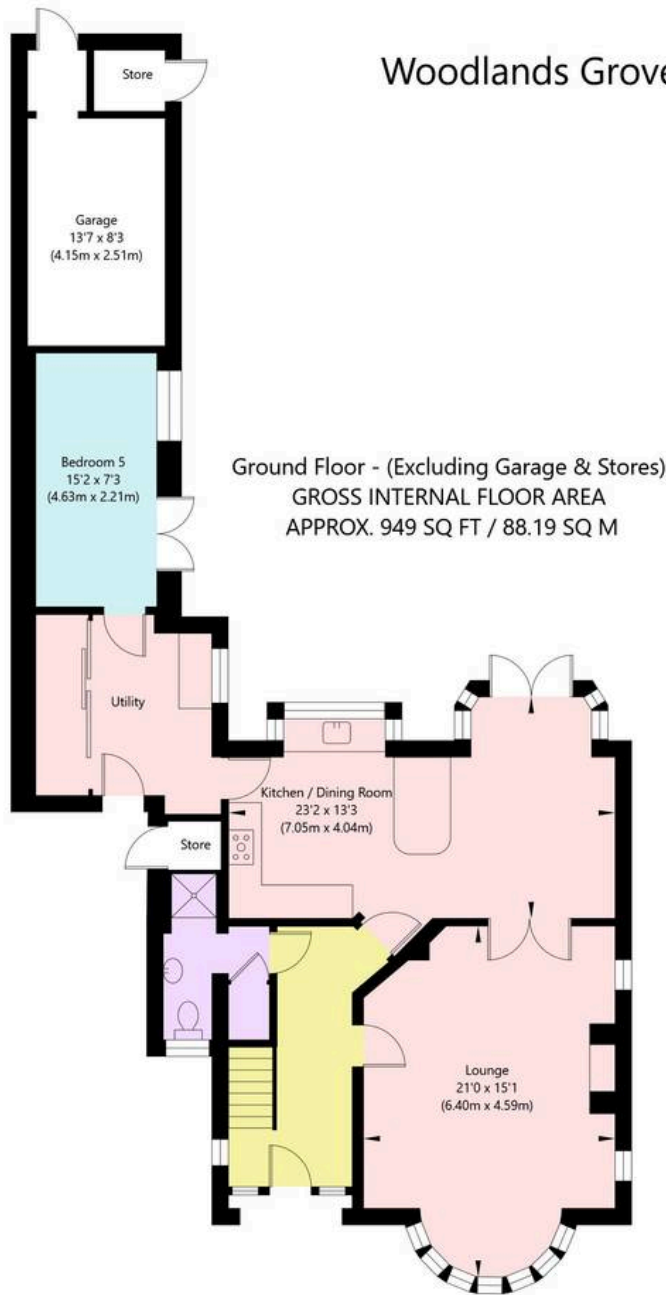 Woodlands Grove
Store
Garage
13'7 x 8'3
(4.15m x 2.51m)
Bedroom 5
15'2 x 7'3
(4.63m x 2.21m)
Ground Floor - (Excluding Garage & Stores)
GROSS INTERNAL FLOOR AREA
APPROX. 949 SQ FT / 88.19 SQ M
Utility
Kitchen / Dining Room
23'2 x 13'3
(7.05m x 4.04m)
Store
Lounge
21'0 x 15'1
(6.40m x 4.59m)